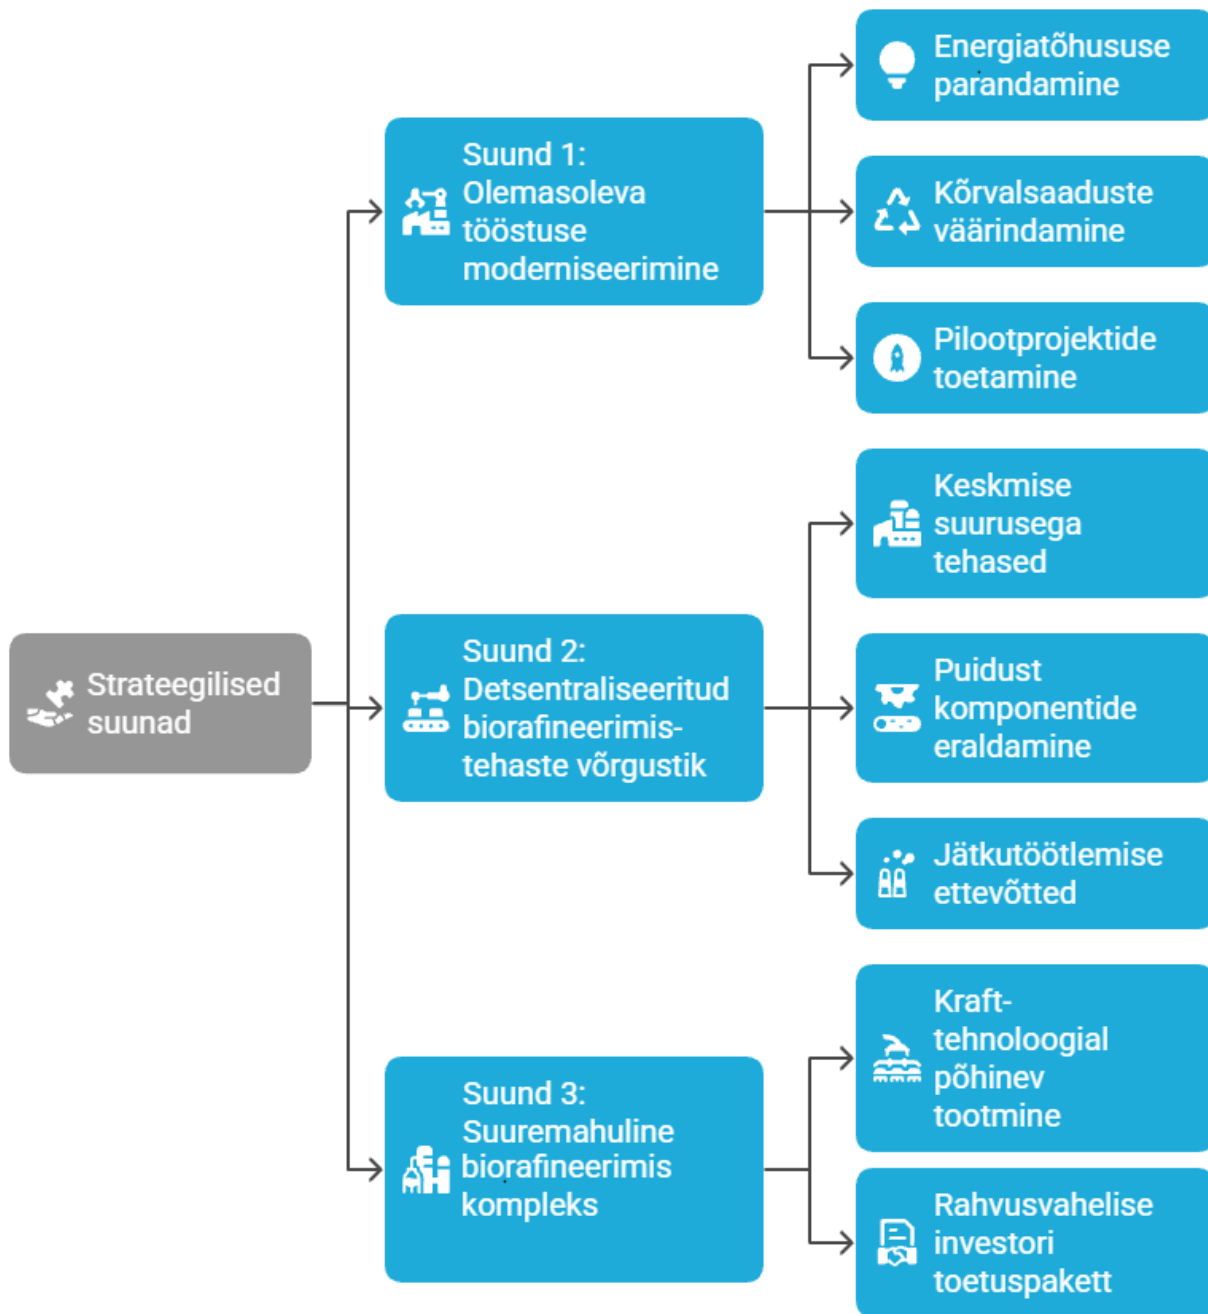 Strateegilised
suunad
Suund 1:
Olemasoleva
tööstuse
moderniseerimine
Energiatõhususe
parandamine
Kõrvalsaaduste
väärindamine
Pilootprojektide
toetamine
Suund 2:
Detsentraliseeritud
biorafineerimis-
tehaste võrgustik
Keskmise
suurusega
tehased
Puidust
komponentide
eraldamine
Jätkutöötlemise
ettevõtted
Suund 3:
Suuremahuline
biorafineerimis
kompleks
Kraft-
tehnoloogial
põhinev
tootmine
Rahvusvahelise
investori
toetuspakett